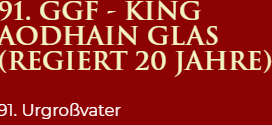 91. GGF - KING
AODHAIN GLAS
(REGIERT 20 JAHRE)
91. Urgroßvater